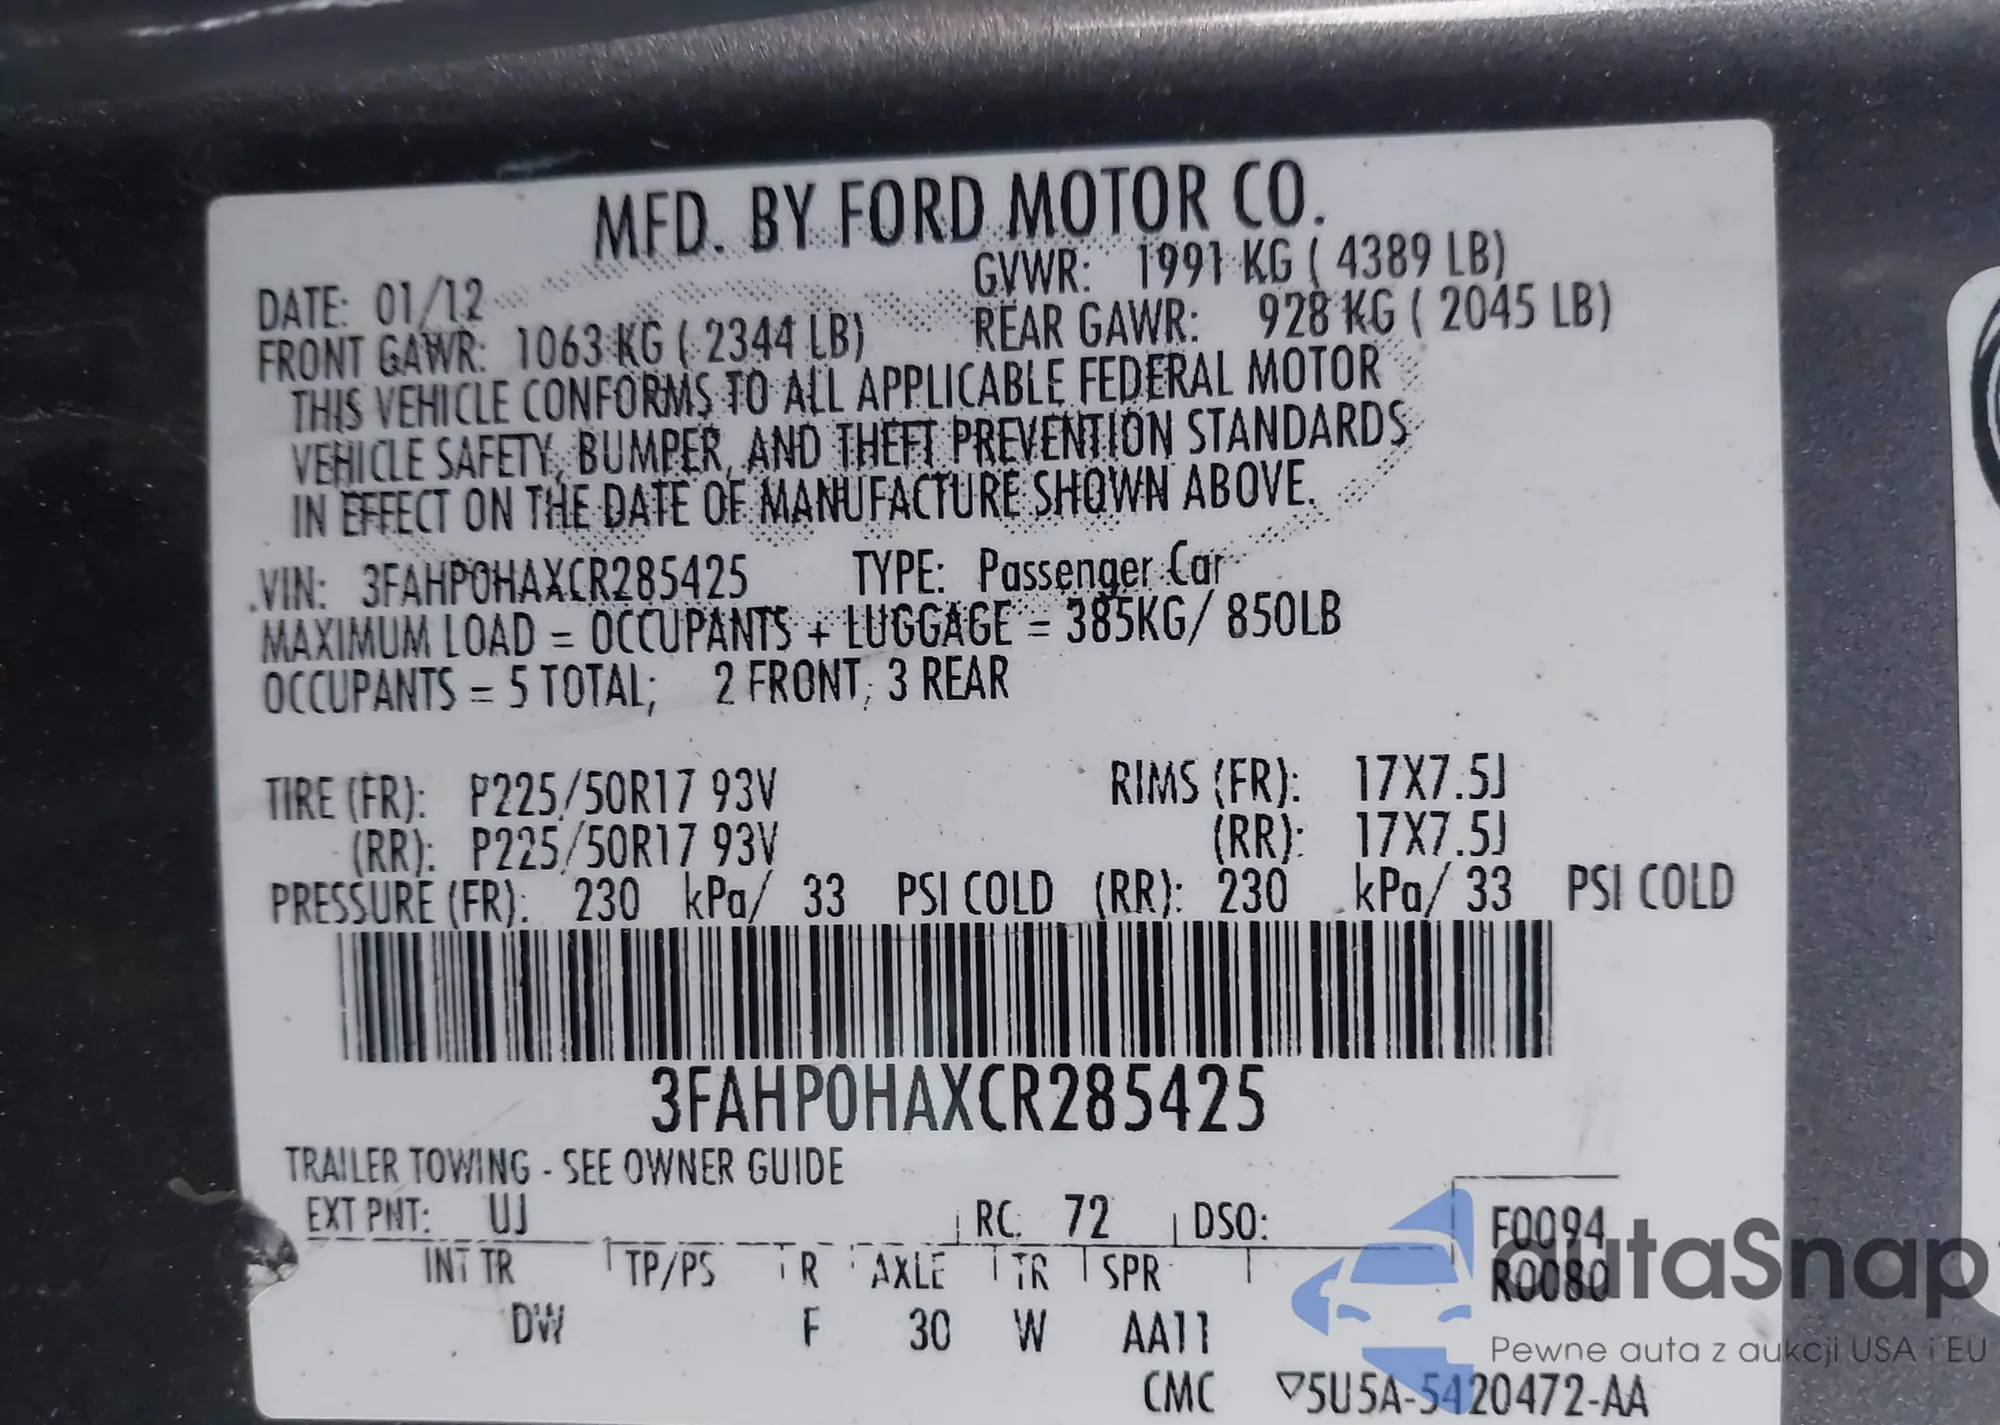 MFD. BY FORD MOTOR CO.
DATE: 01/12 GVWR: 1991 KG ( 4389 LB)
FRONT GAWR: 1063 KG ( 2344 LB) REAR GAWR: 928 KG ( 2045 LB)
THIS VEHICLE CONFORMS TO ALL APPLICABLE FEDERAL MOTOR
VEHICLE SAFETY, BUMPER, AND THEFT PREVENTION STANDARDS
IN EFFECT ON THE DATE OF MANUFACTURE SHOWN ABOVE.
VIN: 3FAHP0HAXCR285425 TYPE: Passenger Car
MAXIMUM LOAD = OCCUPANTS + LUGGAGE = 385KG/ 850LB
OCCUPANTS = 5 TOTAL; 2 FRONT, 3 REAR
TIRE (FR): P225/50R17 93V RIMS (FR): 17X7.5J
(RR): P225/50R17 93V (RR): 17X7.5J
PRESSURE (FR): 230 kPa/ 33 PSI COLD (RR): 230 kPa/ 33 PSI COLD
3FAHP0HAXCR285425
TRAILER TOWING - SEE OWNER GUIDE
EXT PNT: UJ RC: 72 DSO: F0094
INT TR TP/PS R AXLE TR SPR R0080
DW F 30 W AA11
CMC ▽5U5A-5420472-AA
autaSnap
Pewne auta z aukcji USA i EU